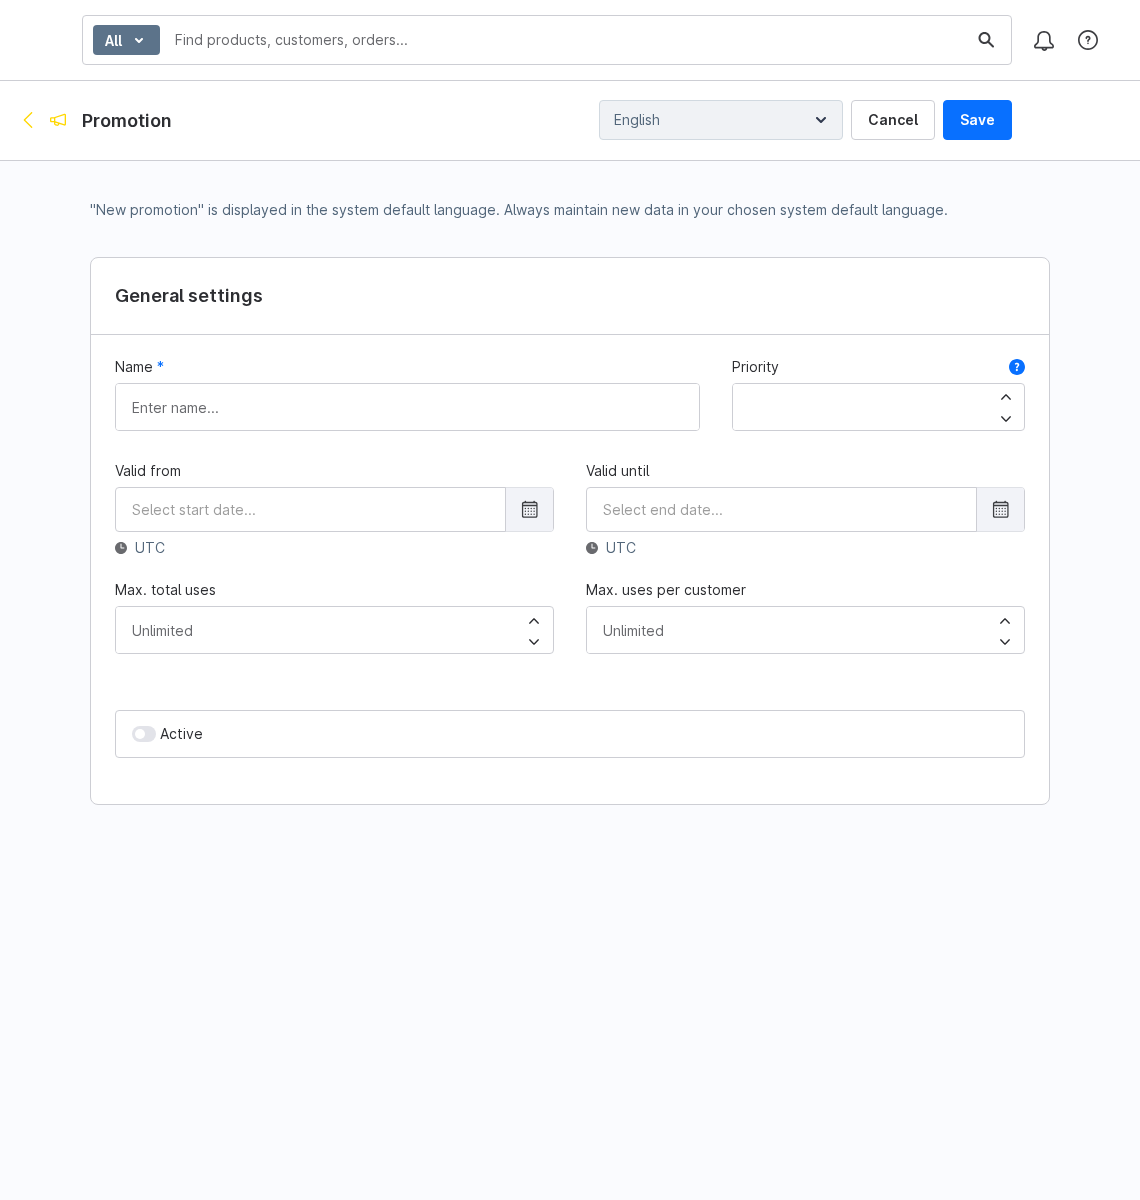 All
Find products, customers, orders...
Promotion
English
Cancel
Save
"New promotion" is displayed in the system default language. Always maintain new data in your chosen system default language.
General settings
Name *
Priority
?
Enter name...
Valid from
Valid until
Select start date...
Select end date...
UTC
UTC
Max. total uses
Max. uses per customer
Unlimited
Unlimited
Active